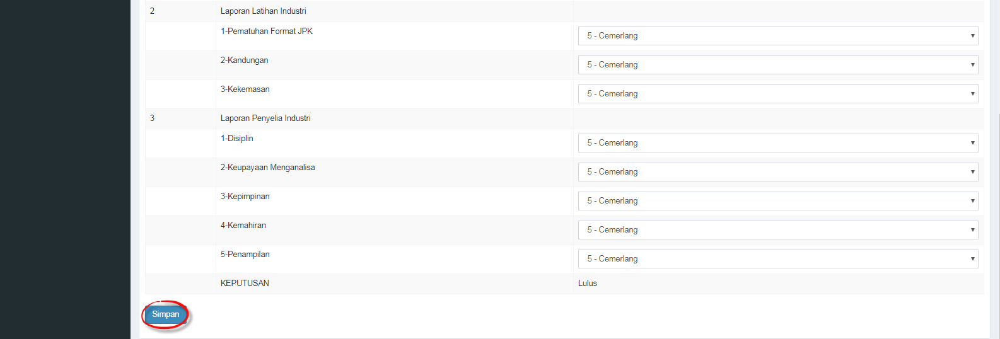 2 Laporan Latihan Industri
1-Pematuhan Format JPK 5 - Cemerlang
2-Kandungan 5 - Cemerlang
3-Kekemasan 5 - Cemerlang
3 Laporan Penyelia Industri
1-Disiplin 5 - Cemerlang
2-Keupayaan Menganalisa 5 - Cemerlang
3-Kepimpinan 5 - Cemerlang
4-Kemahiran 5 - Cemerlang
5-Penampilan 5 - Cemerlang
KEPUTUSAN Lulus
Simpan